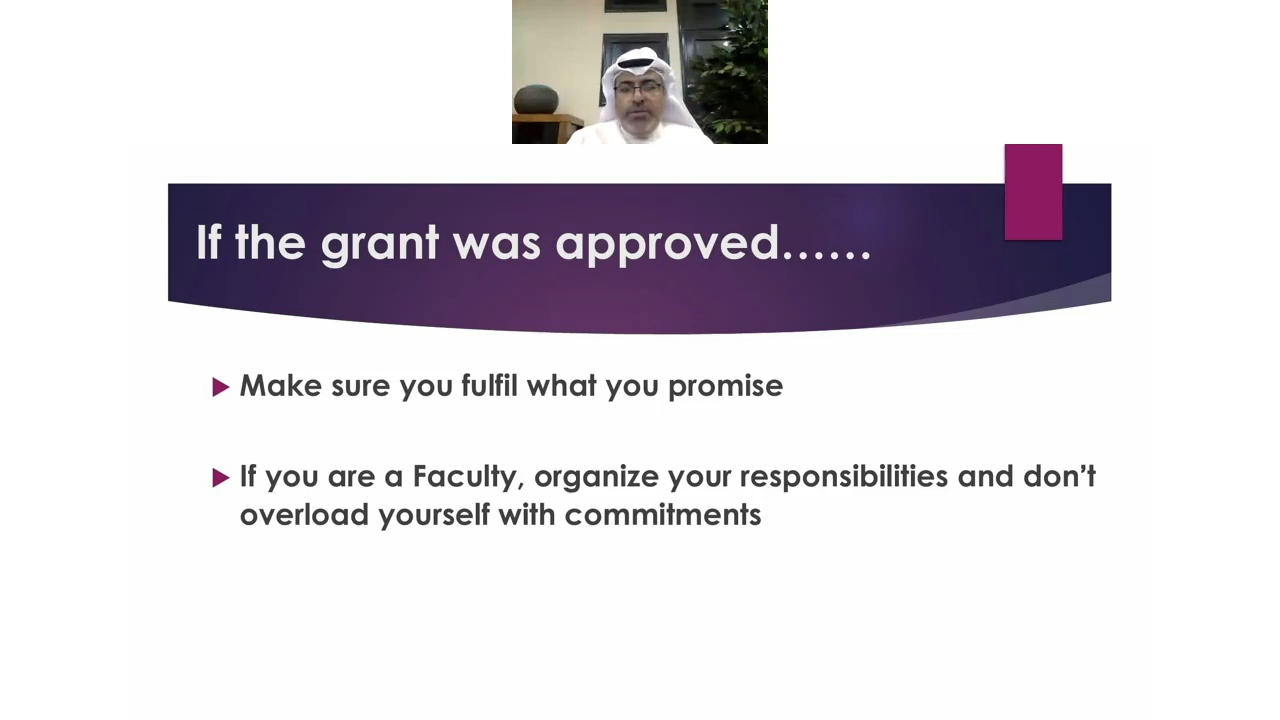 If the grant was approved……
Make sure you fulfil what you promise
If you are a Faculty, organize your responsibilities and don’t
overload yourself with commitments